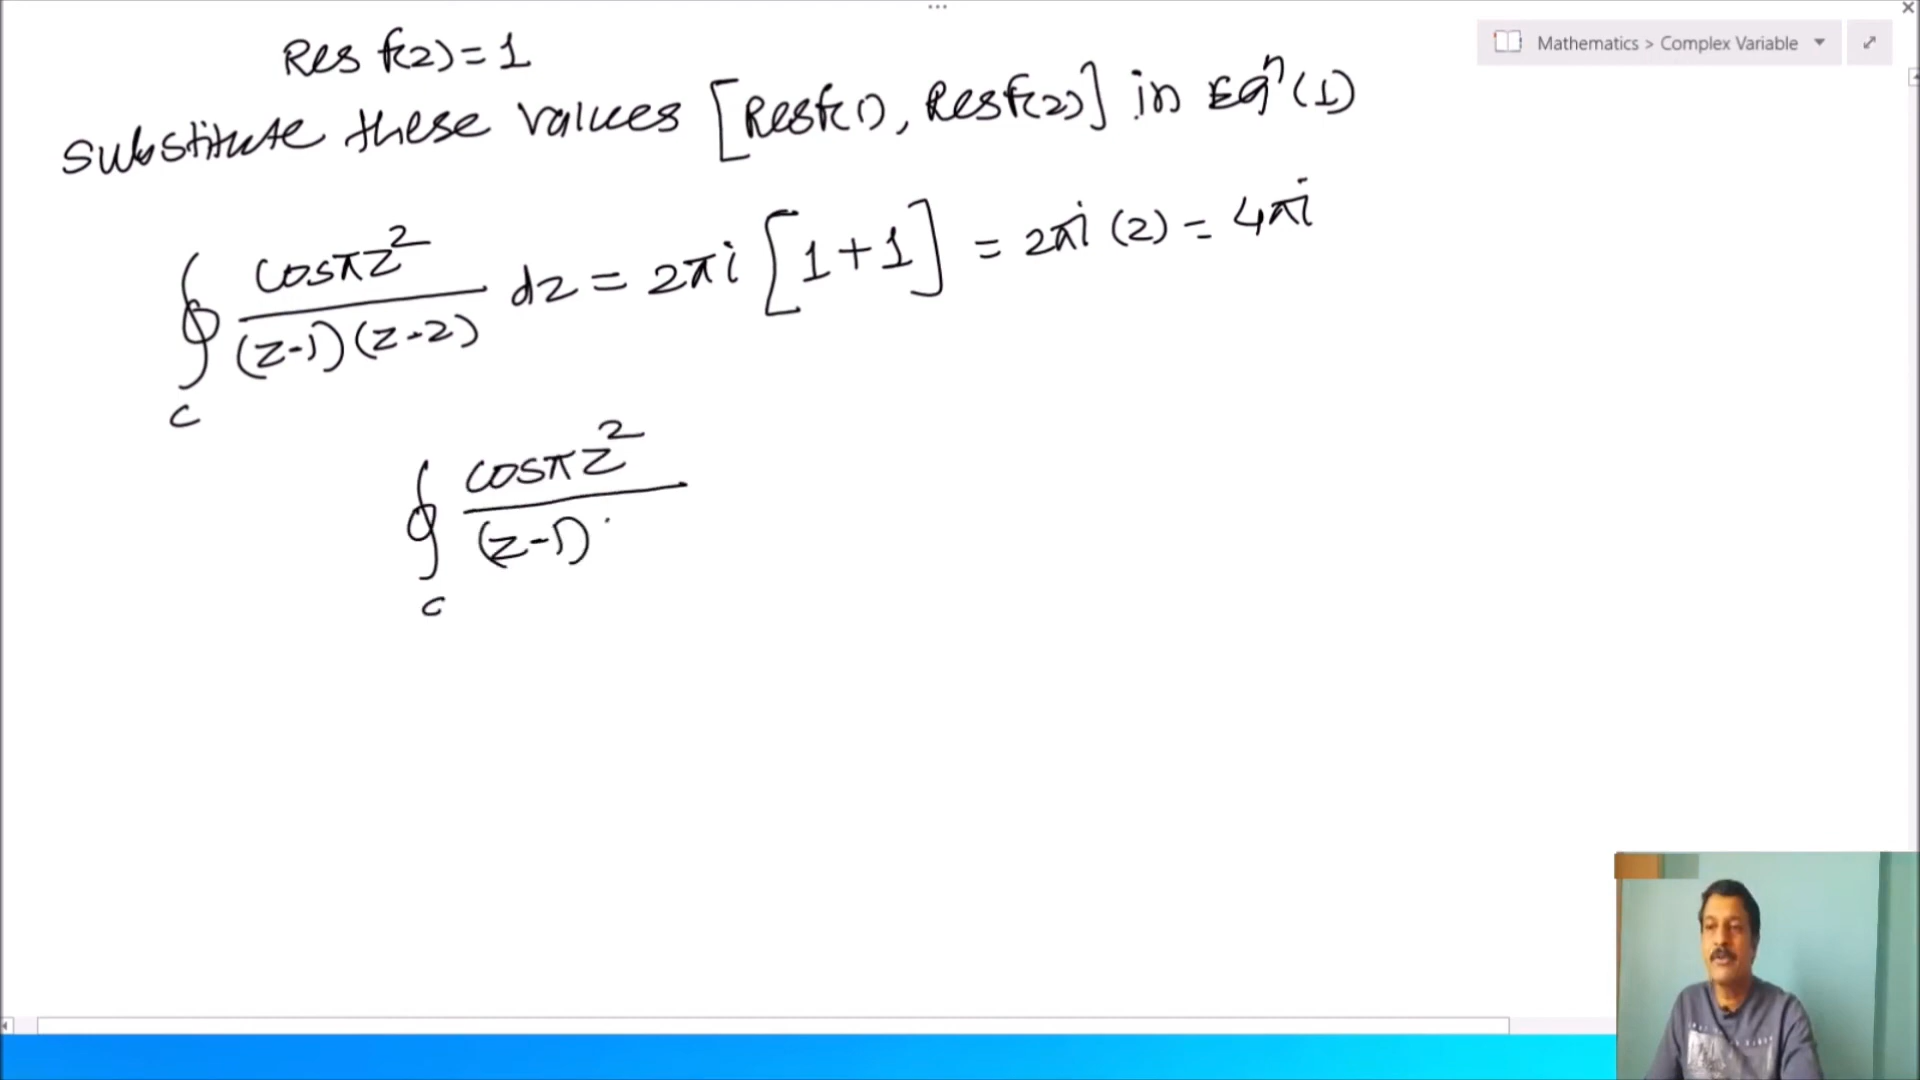 Mathematics > Complex Variable
Res f(2) = 1
substitute these values [Resf(1), Resf(2)] in Eqⁿ (1)
∮_C cosπz² / (z-1)(z-2) dz = 2πi [1+1] = 2πi (2) = 4πi
∮_C cosπz² / (z-1)